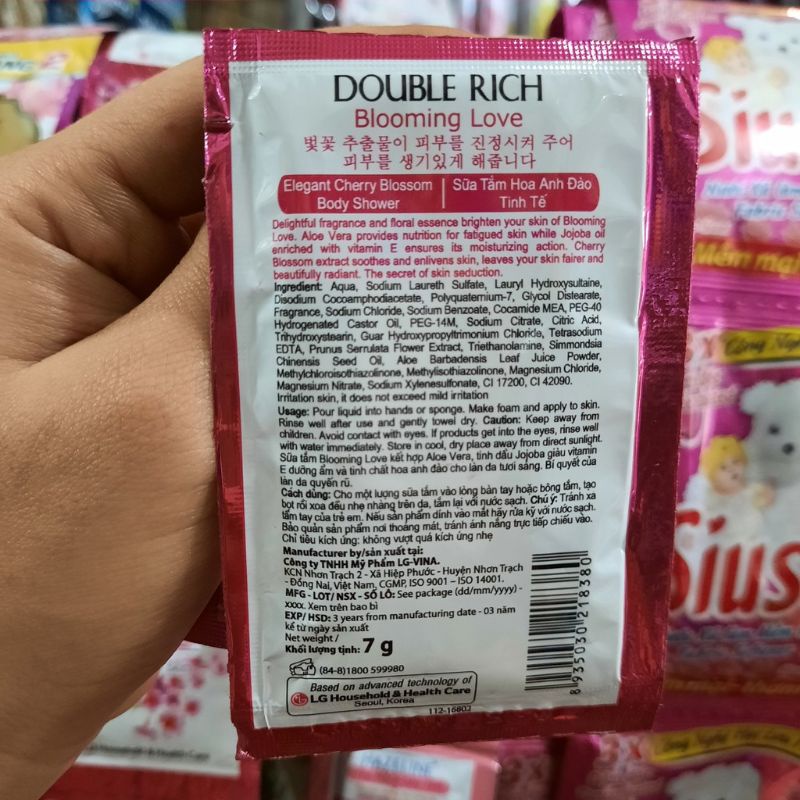 DOUBLE RICH
Blooming Love
벚꽃 추출물이 피부를 진정시켜 주어
피부를 생기있게 해줍니다
Elegant Cherry Blossom
Body Shower
Sữa Tắm Hoa Anh Đào
Tinh Tế
Delightful fragrance and floral essence brighten your skin of Blooming
Love. Aloe Vera provides nutrition for fatigued skin while Jojoba oil
enriched with vitamin E ensures its moisturizing action. Cherry
Blossom extract soothes and enlivens skin, leaves your skin fairer and
beautifully radiant. The secret of skin seduction.
Ingredient: Aqua, Sodium Laureth Sulfate, Lauryl Hydroxysultaine,
Disodium Cocoamphodiacetate, Polyquaternium-7, Glycol Distearate,
Fragrance, Sodium Chloride, Sodium Benzoate, Cocamide MEA, PEG-40
Hydrogenated Castor Oil, PEG-14M, Sodium Citrate, Citric Acid,
Trihydroxystearin, Guar Hydroxypropyltrimonium Chloride, Tetrasodium
EDTA, Prunus Serrulata Flower Extract, Triethanolamine, Simmondsia
Chinensis Seed Oil, Aloe Barbadensis Leaf Juice Powder,
Methylchloroisothiazolinone, Methylisothiazolinone, Magnesium Chloride,
Magnesium Nitrate, Sodium Xylenesulfonate, CI 17200, CI 42090.
Irritation skin, it does not exceed mild irritation
Usage: Pour liquid into hands or sponge. Make foam and apply to skin.
Rinse well after use and gently towel dry. Caution: Keep away from
children. Avoid contact with eyes. If products get into the eyes, rinse well
with water immediately. Store in cool, dry place away from direct sunlight.
Sữa tắm Blooming Love kết hợp Aloe Vera, tinh dầu Jojoba giàu vitamin
E dưỡng ẩm và tinh chất hoa anh đào cho làn da tươi sáng. Bí quyết của
làn da quyến rũ.
Cách dùng: Cho một lượng sữa tắm vào lòng bàn tay hoặc bông tắm, tạo
bọt rồi xoa đều nhẹ nhàng trên da, tắm lại với nước sạch. Chú ý: Tránh xa
tầm tay của trẻ em. Nếu sản phẩm dính vào mắt hãy rửa kỹ với nước sạch.
Bảo quản sản phẩm nơi thoáng mát, tránh ánh nắng trực tiếp chiếu vào.
Chỉ tiêu kích ứng: không vượt quá kích ứng nhẹ
Manufacturer by/sản xuất tại:
Công ty TNHH Mỹ Phẩm LG-VINA.
KCN Nhơn Trạch 2 - Xã Hiệp Phước - Huyện Nhơn Trạch
- Đồng Nai, Việt Nam. CGMP, ISO 9001 – ISO 14001.
MFG - LOT/ NSX - SỐ LÔ: See package (dd/mm/yyyy) -
xxxx. Xem trên bao bì
EXP/ HSD: 3 years from manufacturing date - 03 năm
kể từ ngày sản xuất
Net weight /
Khối lượng tịnh: 7 g
(84-8)1800 599980
Based on advanced technology of
LG Household & Health Care
Seoul, Korea
112-16802
8 935030 218380
Mềm mại
Sius